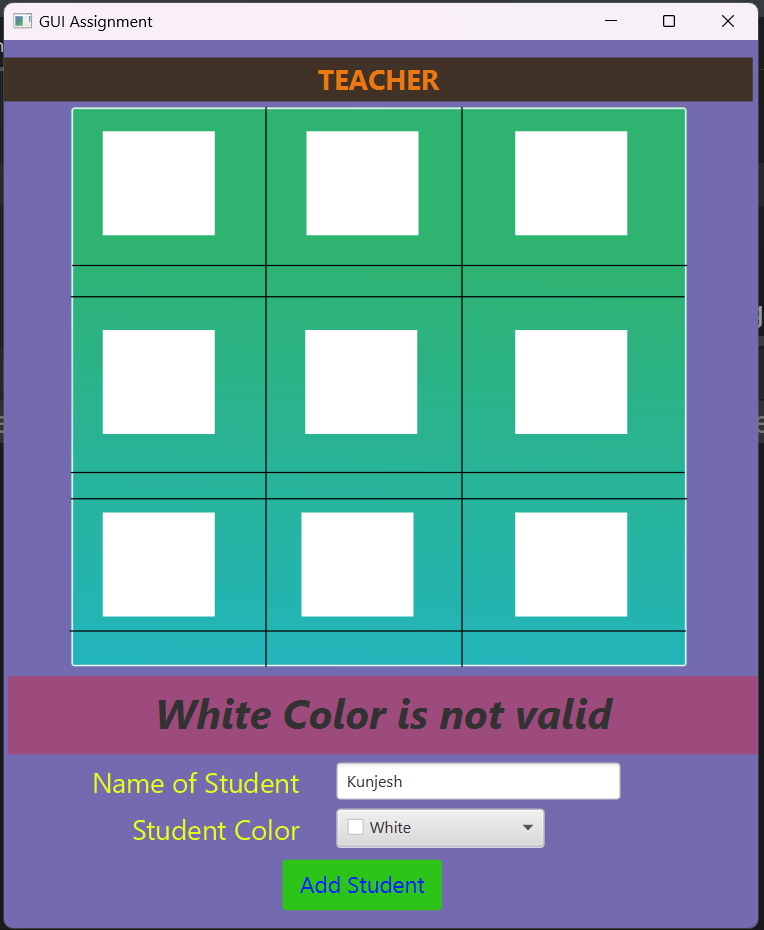 GUI Assignment
TEACHER
White Color is not valid
Name of Student
Kunjesh
Student Color
White
Add Student